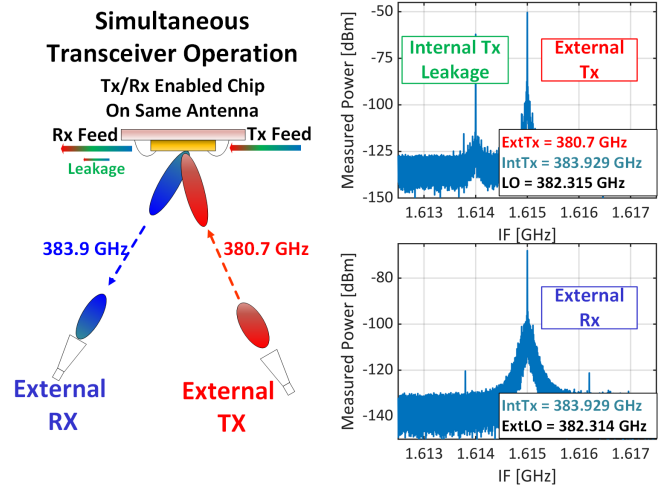 Simultaneous
Transceiver Operation
Tx/Rx Enabled Chip
On Same Antenna
Rx Feed
Tx Feed
Leakage
383.9 GHz
380.7 GHz
External
RX
External
TX
Measured Power [dBm]
-50
-75
-100
-125
-150
Internal Tx
Leakage
External
Tx
ExtTx = 380.7 GHz
IntTx = 383.929 GHz
LO = 382.315 GHz
1.613
1.614
1.615
1.616
1.617
IF [GHz]
Measured Power [dBm]
-80
-100
-120
-140
External
Rx
IntTx = 383.929 GHz
ExtLO = 382.314 GHz
1.613
1.614
1.615
1.616
1.617
IF [GHz]